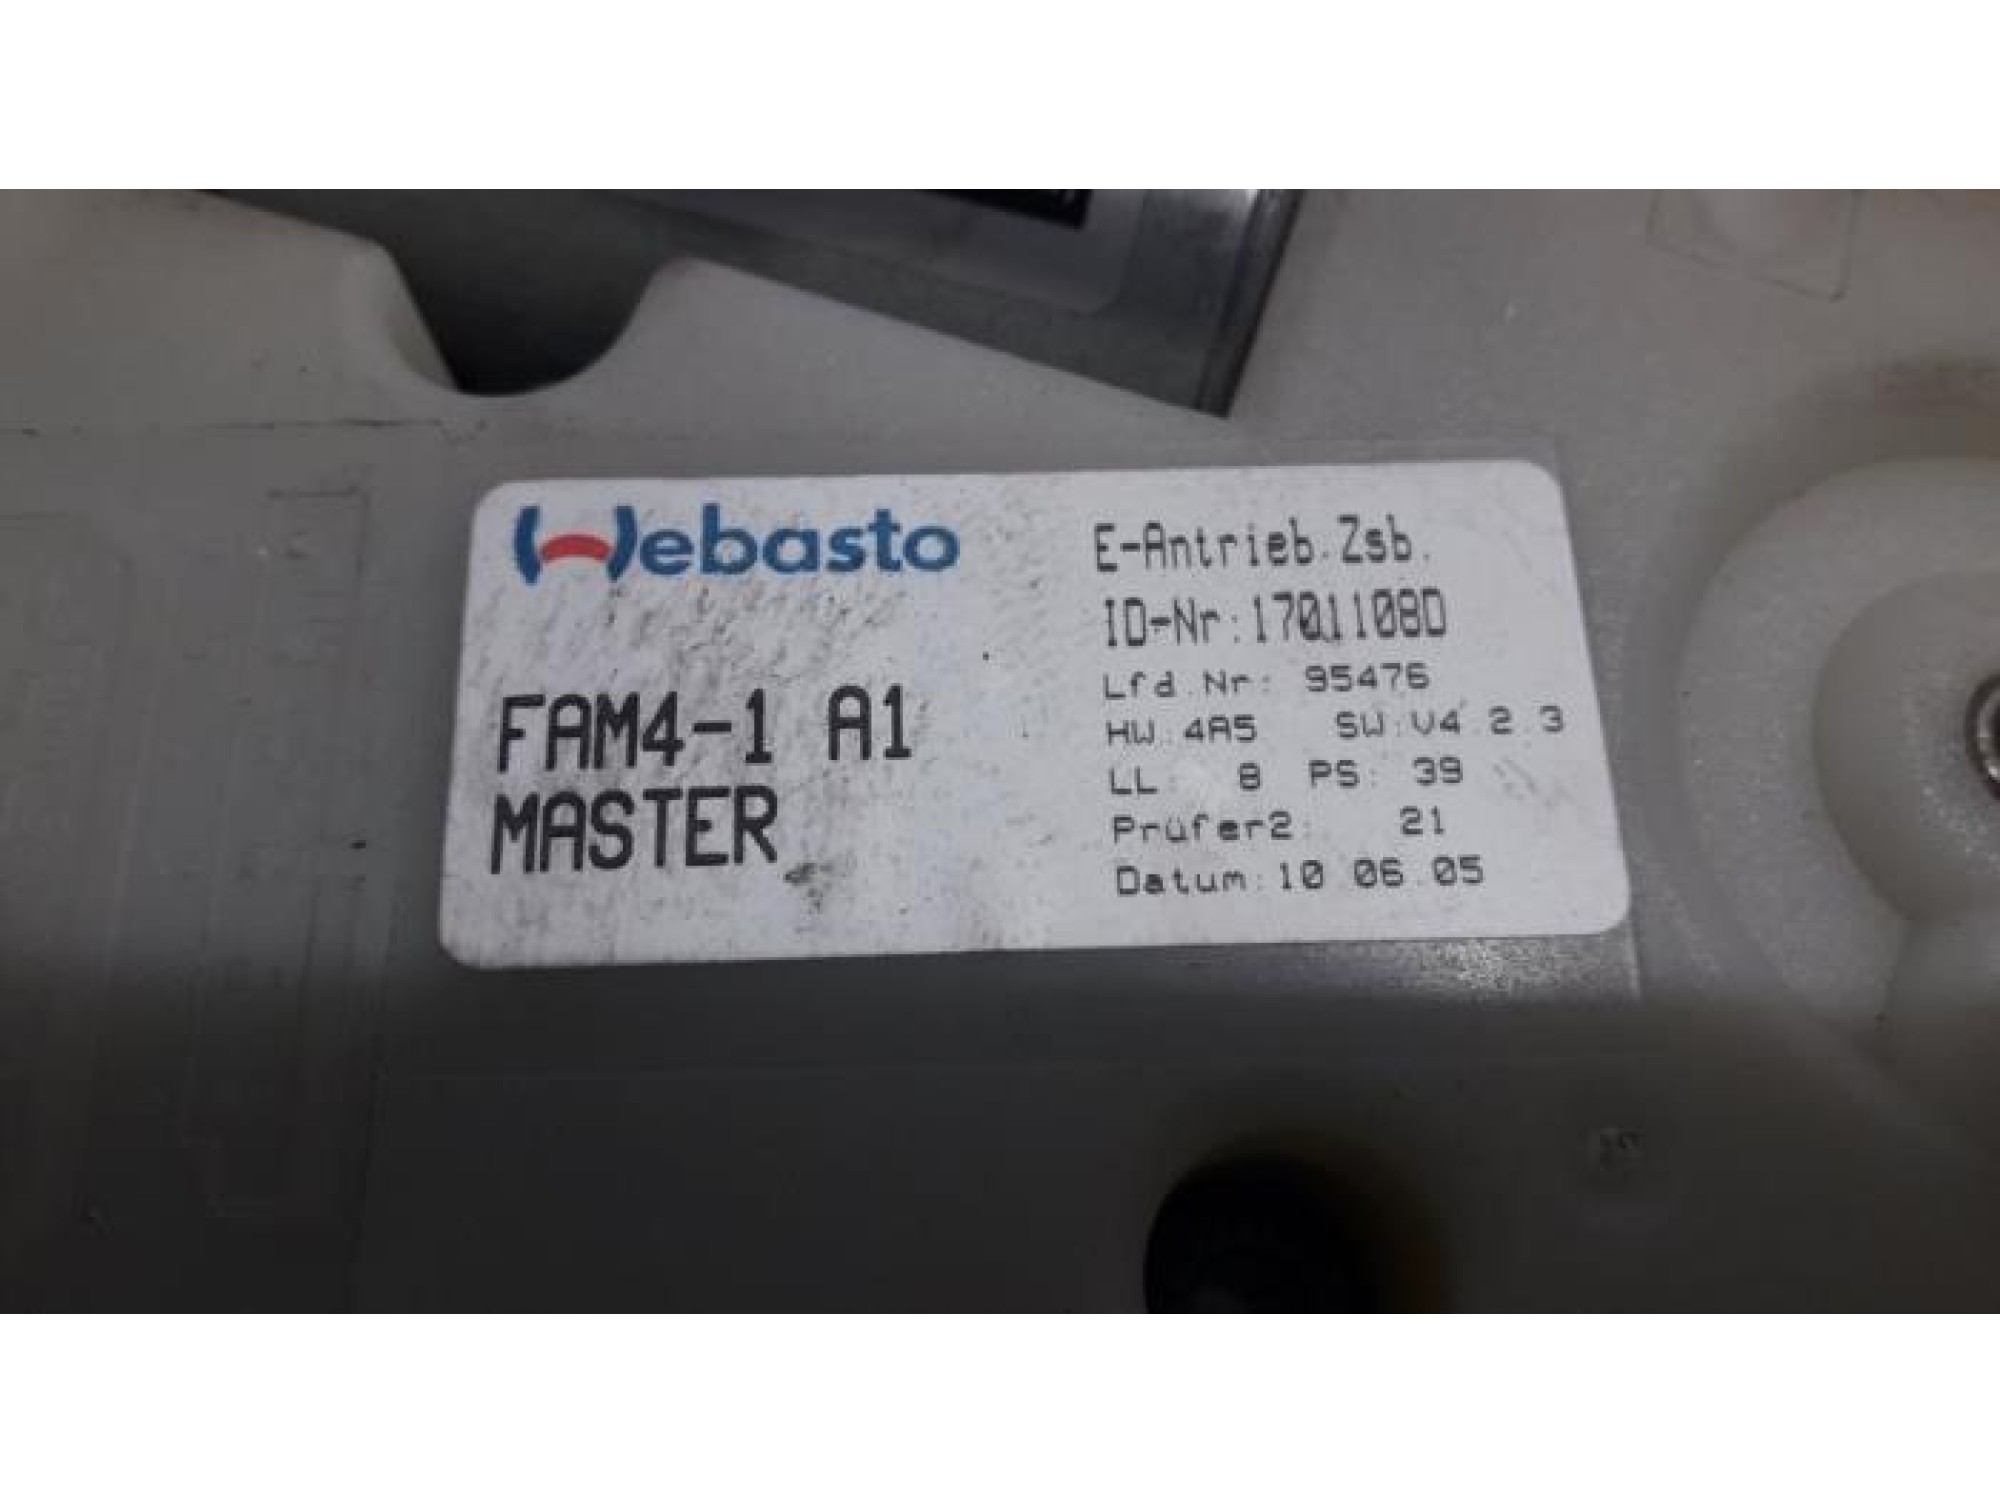 Webasto
FAM4-1 A1
MASTER
E-Antrieb.Zsb.
ID-Nr:1701108D
Lfd.Nr: 95476
HW:4A5 SW:V4.2.3
LL: 8 PS: 39
Prüfer2: 21
Datum:10.06.05